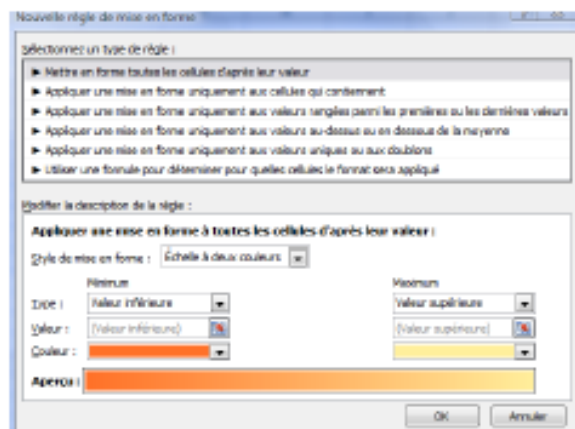 Nouvelle règle de mise en forme
Sélectionnez un type de règle :
► Mettre en forme toutes les cellules d'après leur valeur
► Appliquer une mise en forme uniquement aux cellules qui contiennent
► Appliquer une mise en forme uniquement aux valeurs rangées parmi les premières ou les dernières valeurs
► Appliquer une mise en forme uniquement aux valeurs au-dessus ou en dessous de la moyenne
► Appliquer une mise en forme uniquement aux valeurs uniques ou aux doublons
► Utiliser une formule pour déterminer pour quelles cellules le format sera appliqué
Modifier la description de la règle :
Appliquer une mise en forme à toutes les cellules d'après leur valeur :
Style de mise en forme : Échelle à deux couleurs
Minimum Maximum
Type : Valeur inférieure Valeur supérieure
Valeur : (Valeur inférieure) (Valeur supérieure)
Couleur :
Aperçu :
OK Annuler